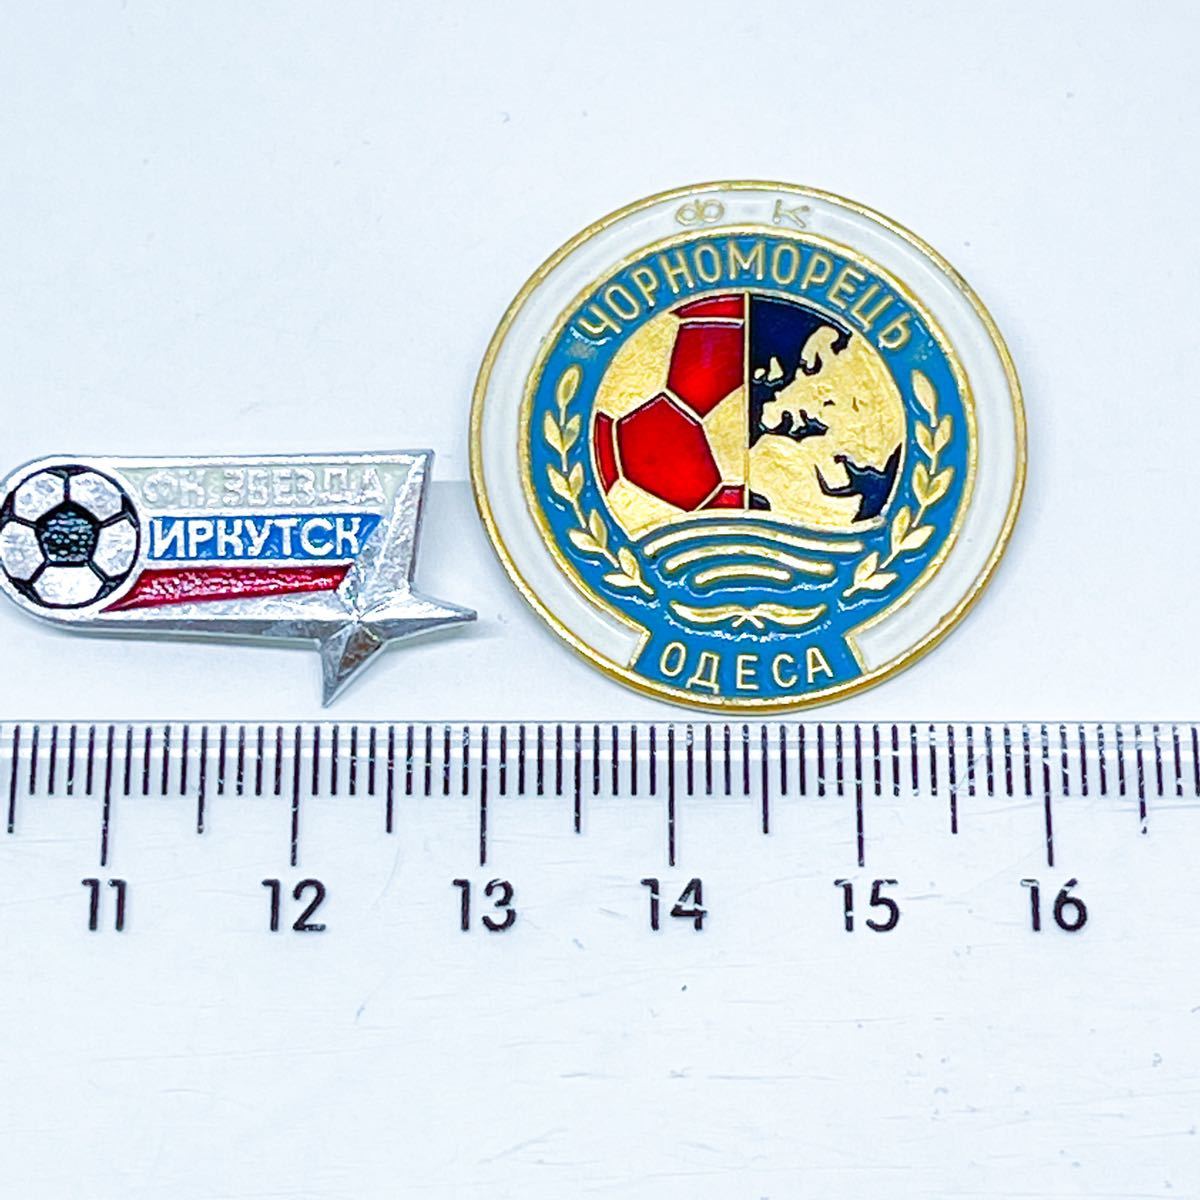 ФК ЗВЕЗДА
ИРКУТСК
Ф К
ЧОРНОМОРЕЦЬ
ОДЕСА
11 12 13 14 15 16